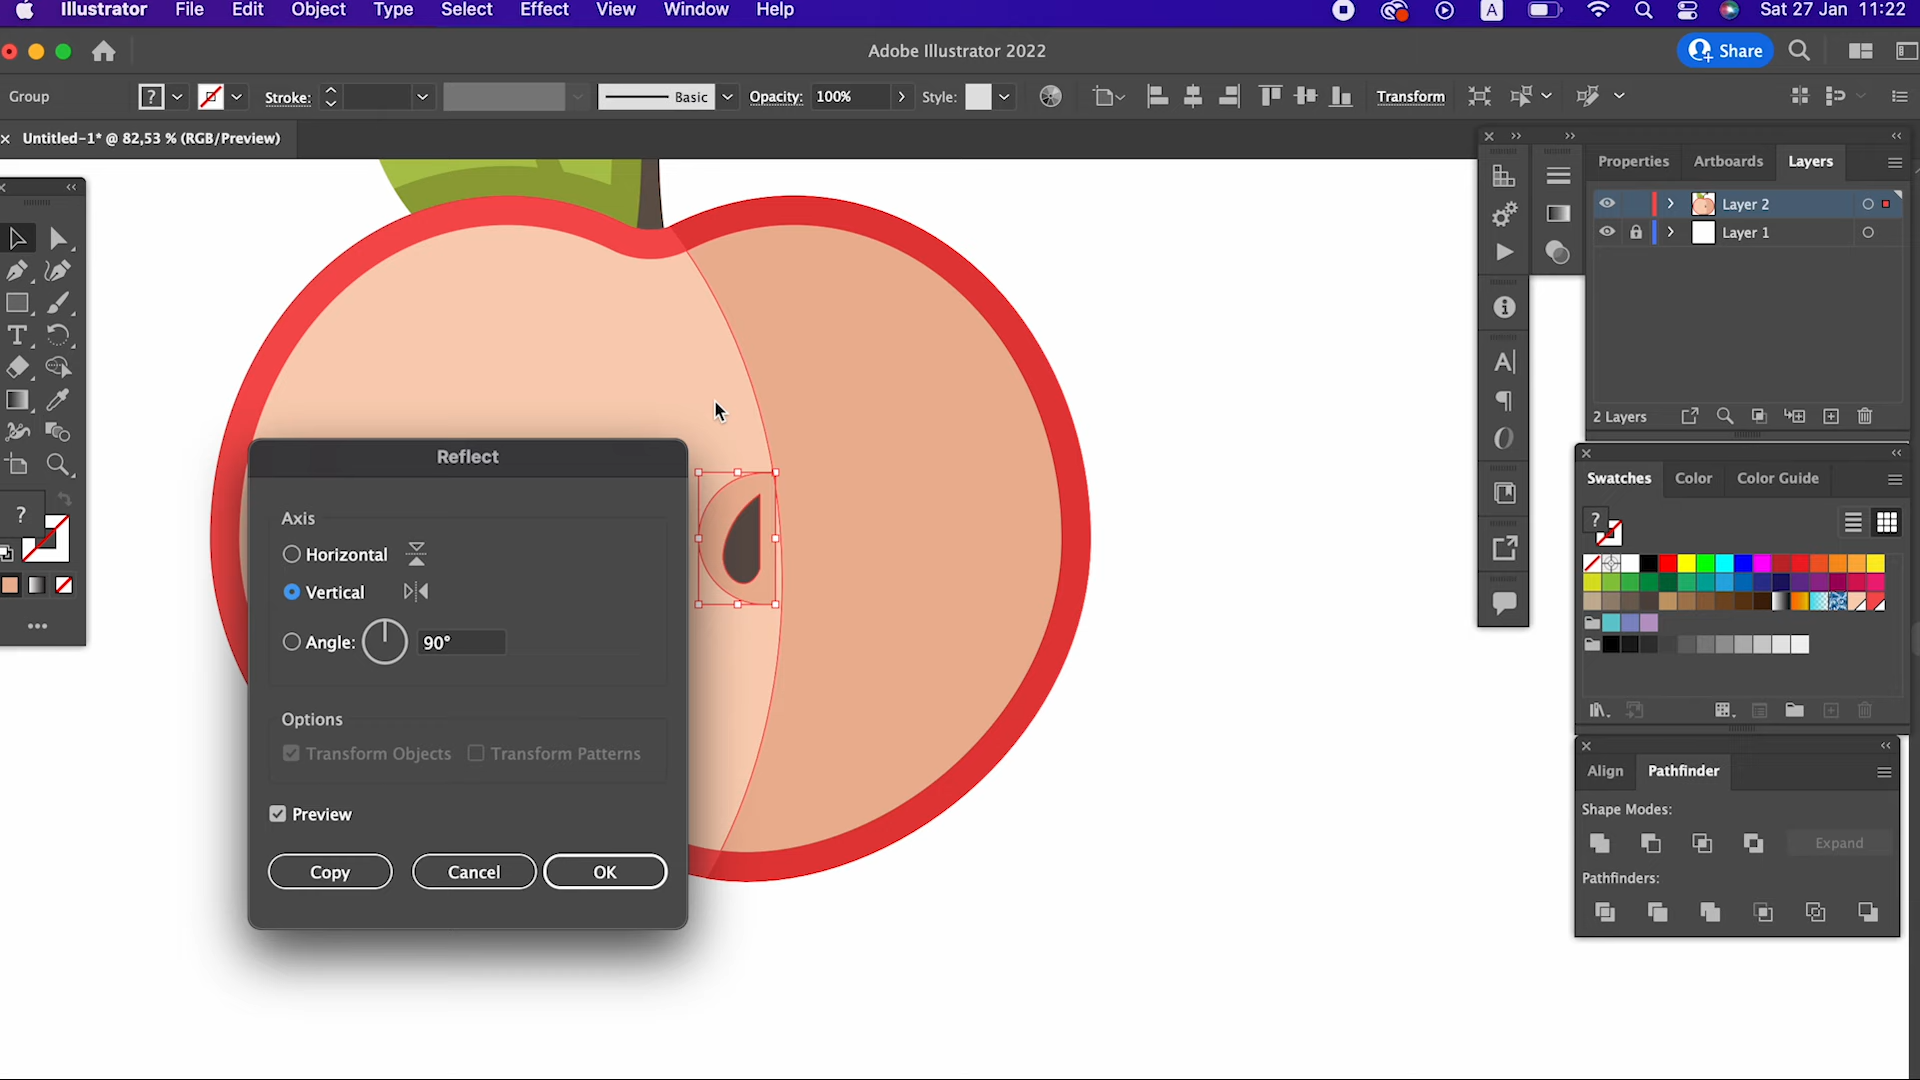 Illustrator File Edit Object Type Select Effect View Window Help A Sat 27 Jan 11:22
Adobe Illustrator 2022 Share
Group ? Stroke: Basic Opacity: 100% Style: Transform
Untitled-1* @ 82,53 % (RGB/Preview)
Properties Artboards Layers
Layer 2
Layer 1
2 Layers
Reflect
Axis
Horizontal
Vertical
Angle: 90°
Options
Transform Objects Transform Patterns
Preview
Copy Cancel OK
Swatches Color Color Guide
Align Pathfinder
Shape Modes:
Expand
Pathfinders: